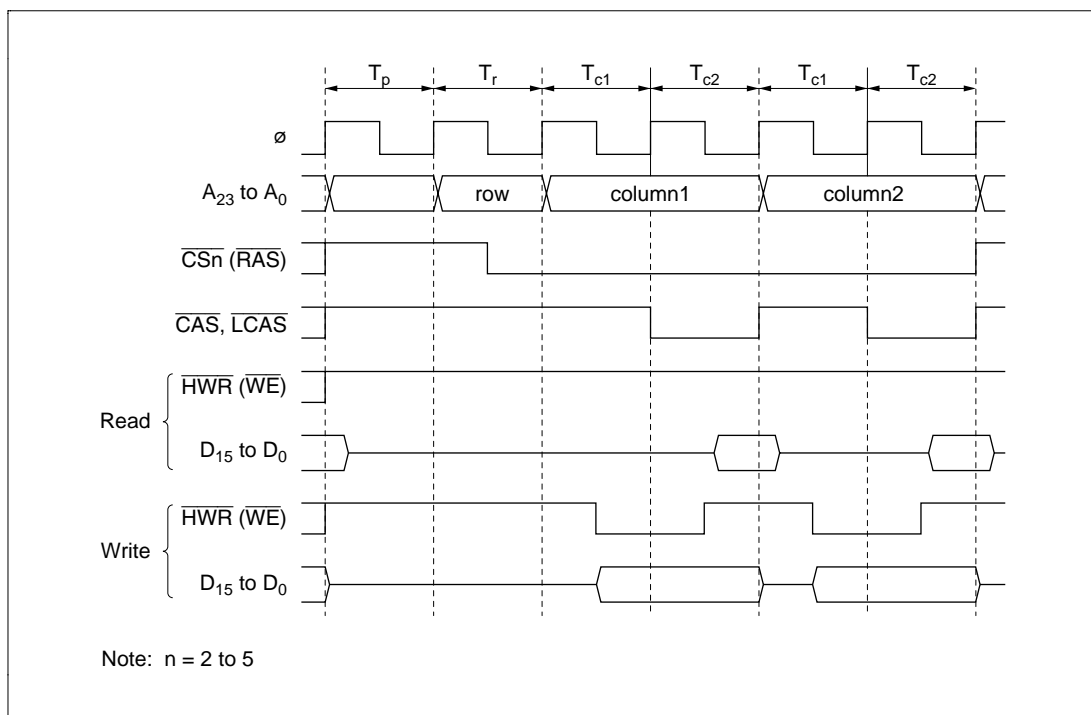 Tp Tr Tc1 Tc2 Tc1 Tc2
ø
A23 to A0 row column1 column2
CSn (RAS)
CAS, LCAS
HWR (WE)
Read
D15 to D0
HWR (WE)
Write
D15 to D0
Note: n = 2 to 5